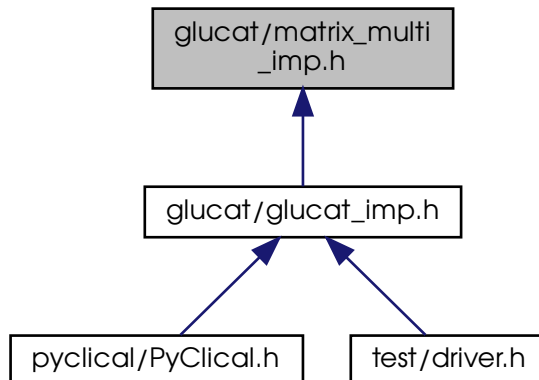 glucat/matrix_multi
_imp.h
glucat/glucat_imp.h
pyclical/PyClical.h
test/driver.h